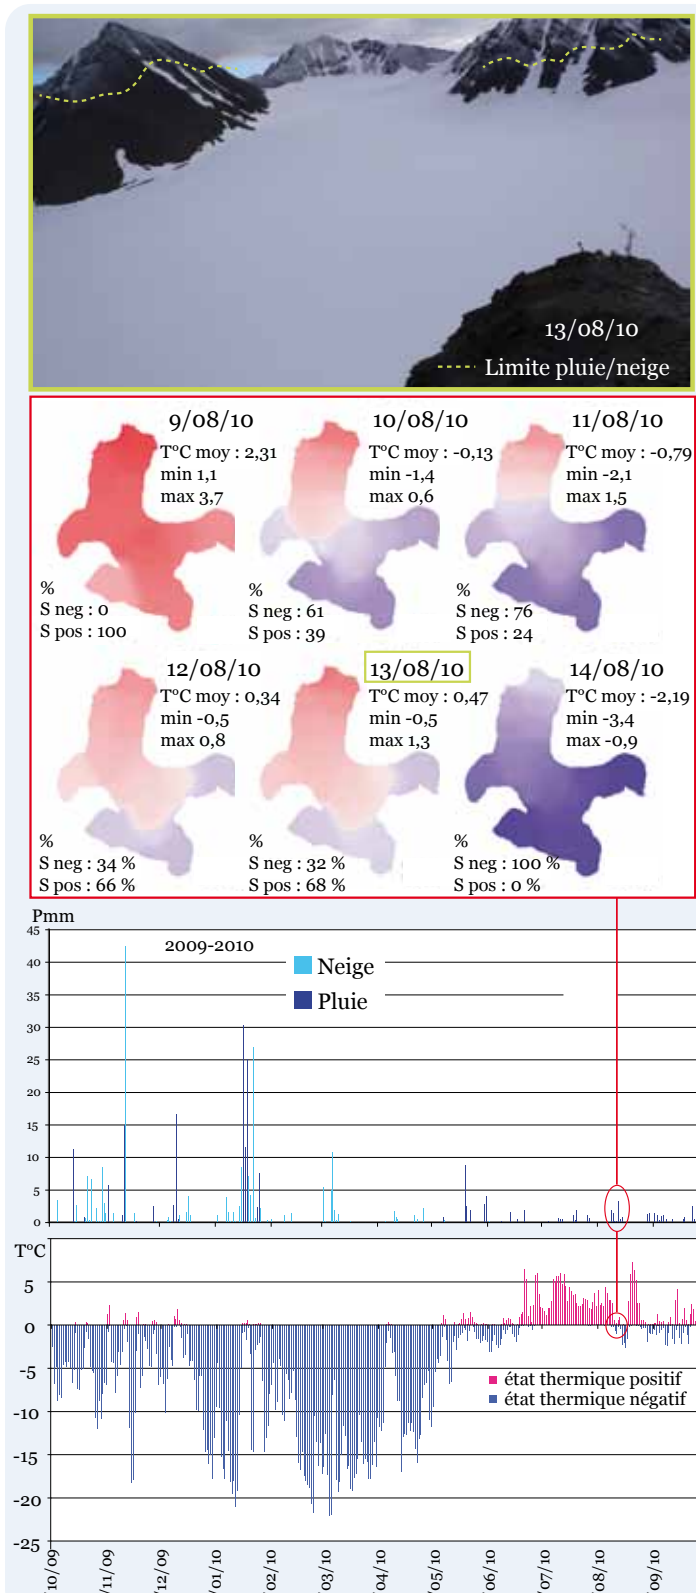 13/08/10
Limite pluie/neige
9/08/10
T°C moy : 2,31
min 1,1
max 3,7
%
S neg : 0
S pos : 100
10/08/10
T°C moy : -0,13
min -1,4
max 0,6
%
S neg : 61
S pos : 39
11/08/10
T°C moy : -0,79
min -2,1
max 1,5
%
S neg : 76
S pos : 24
12/08/10
T°C moy : 0,34
min -0,5
max 0,8
%
S neg : 34 %
S pos : 66 %
13/08/10
T°C moy : 0,47
min -0,5
max 1,3
%
S neg : 32 %
S pos : 68 %
14/08/10
T°C moy : -2,19
min -3,4
max -0,9
%
S neg : 100 %
S pos : 0 %
Pmm
2009-2010
Neige
Pluie
45
40
35
30
25
20
15
10
5
0
T°C
5
0
-5
-10
-15
-20
-25
état thermique positif
état thermique négatif
/10/09
/11/09
/12/09
/01/10
/02/10
/03/10
/04/10
/05/10
/06/10
/07/10
/08/10
/09/10